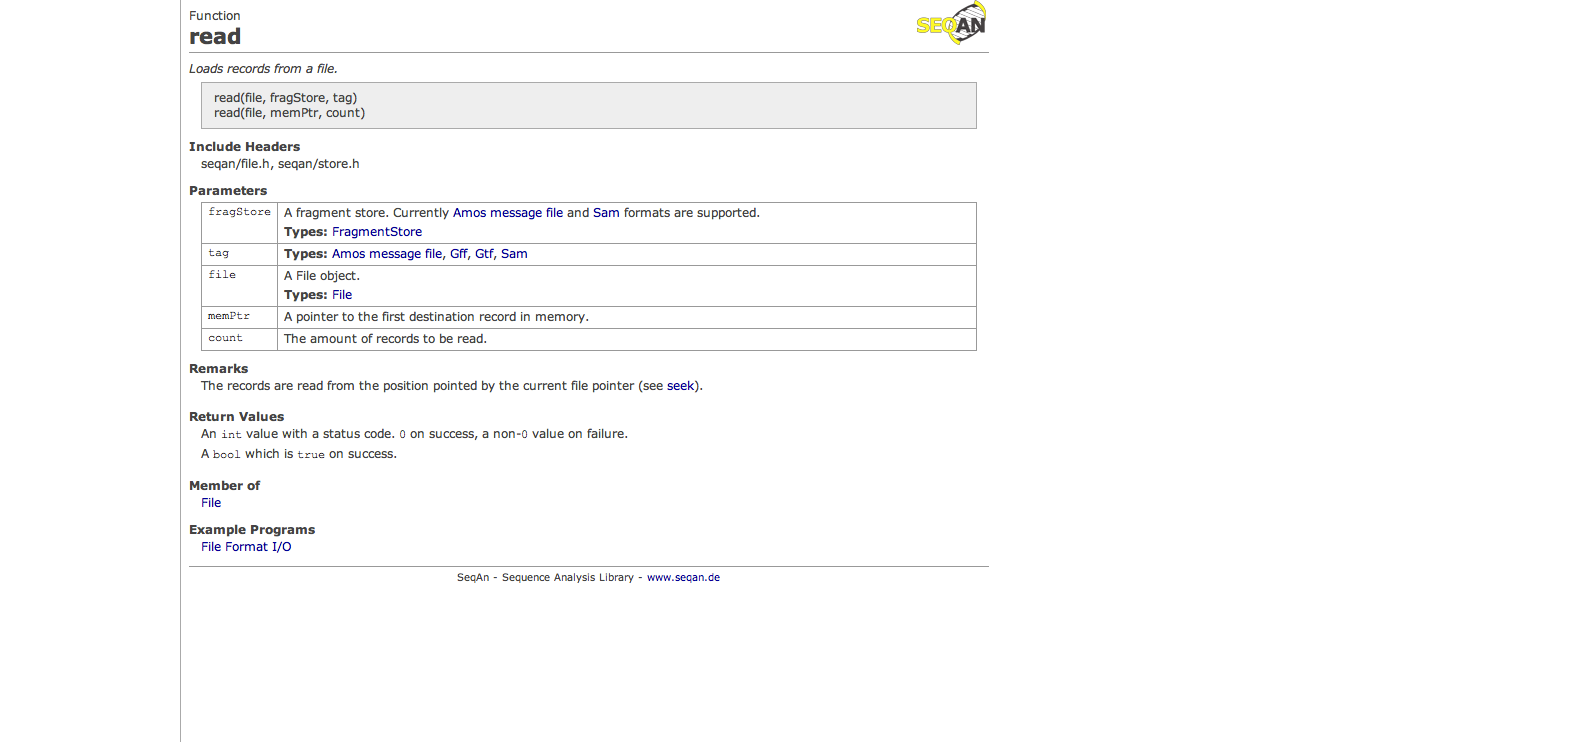 Function
read
SEQAN
Loads records from a file.
read(file, fragStore, tag)
read(file, memPtr, count)
Include Headers
seqan/file.h, seqan/store.h
Parameters
fragStore A fragment store. Currently Amos message file and Sam formats are supported.
Types: FragmentStore
tag Types: Amos message file, Gff, Gtf, Sam
file A File object.
Types: File
memPtr A pointer to the first destination record in memory.
count The amount of records to be read.
Remarks
The records are read from the position pointed by the current file pointer (see seek).
Return Values
An int value with a status code. 0 on success, a non-0 value on failure.
A bool which is true on success.
Member of
File
Example Programs
File Format I/O
SeqAn - Sequence Analysis Library - www.seqan.de